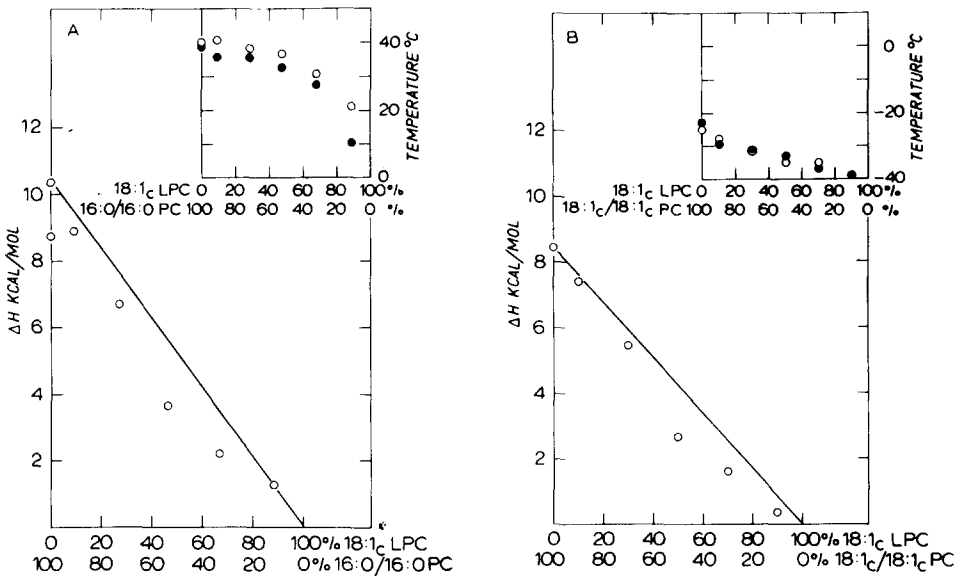 A
40
20
0
TEMPERATURE °C
12
10
8
6
4
2
ΔH KCAL/MOL
18:1c LPC 0 20 40 60 80 100%
16:0/16:0 PC 100 80 60 40 20 0 %
0 20 40 60 80 100% 18:1c LPC
100 80 60 40 20 0% 16:0/16:0 PC
B
0
-20
-40
TEMPERATURE °C
12
10
8
6
4
2
ΔH KCAL/MOL
18:1c LPC 0 20 40 60 80 100%
18:1c/18:1c PC 100 80 60 40 20 0 %
0 20 40 60 80 100% 18:1c LPC
100 80 60 40 20 0% 18:1c/18:1c PC